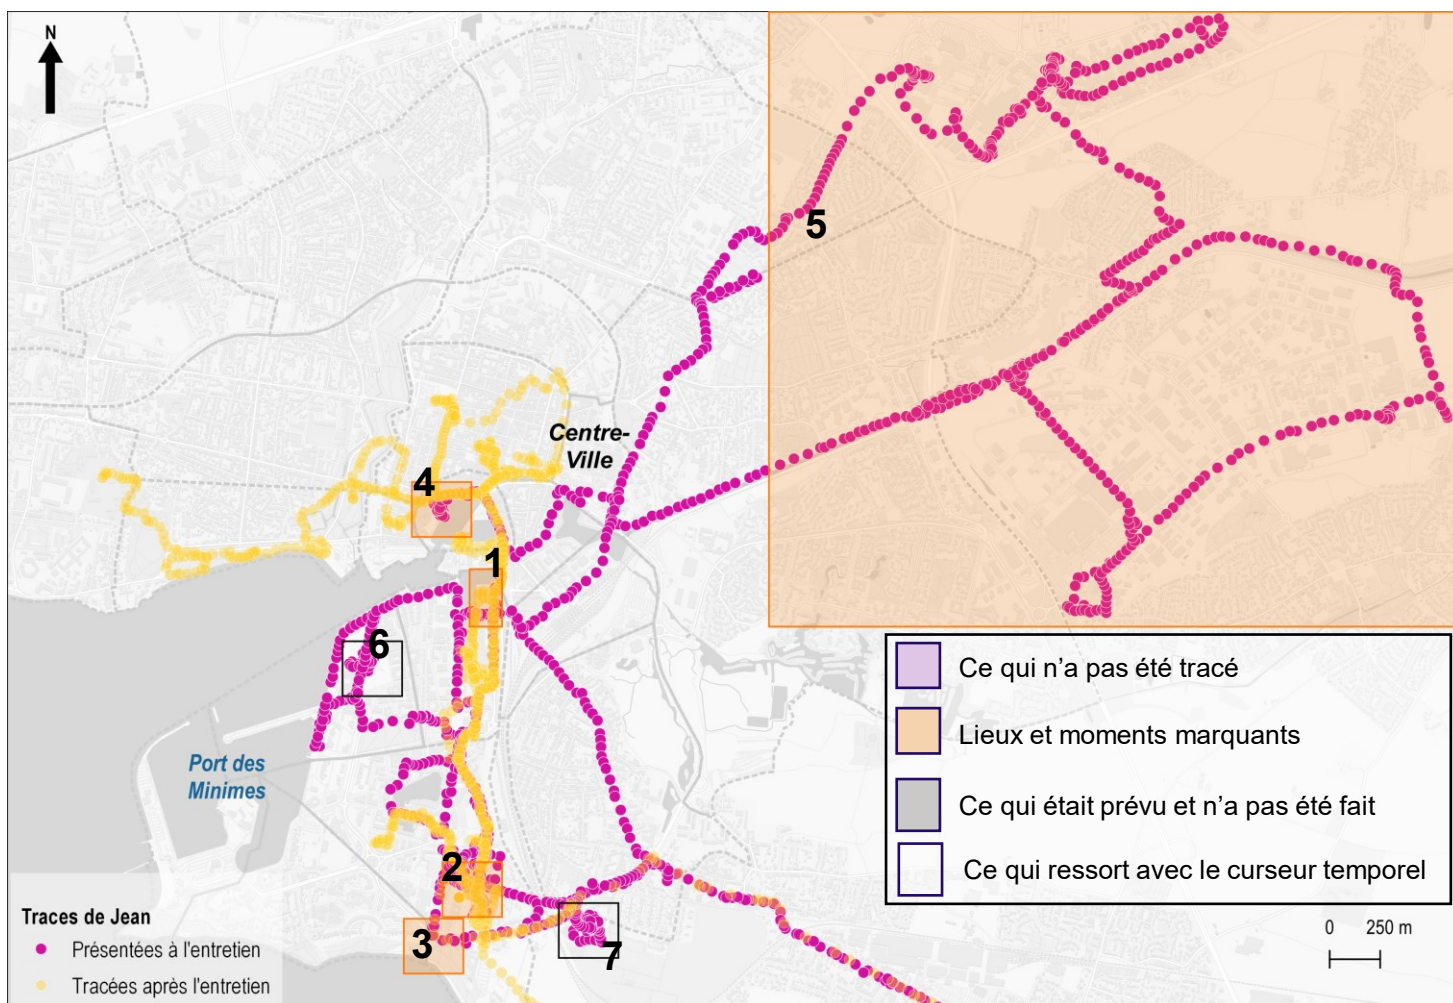 N
5
Centre-
Ville
4
1
6
Port des
Minimes
2
3
7
Ce qui n'a pas été tracé
Lieux et moments marquants
Ce qui était prévu et n'a pas été fait
Ce qui ressort avec le curseur temporel
Traces de Jean
Présentées à l'entretien
Tracées après l'entretien
0 250 m